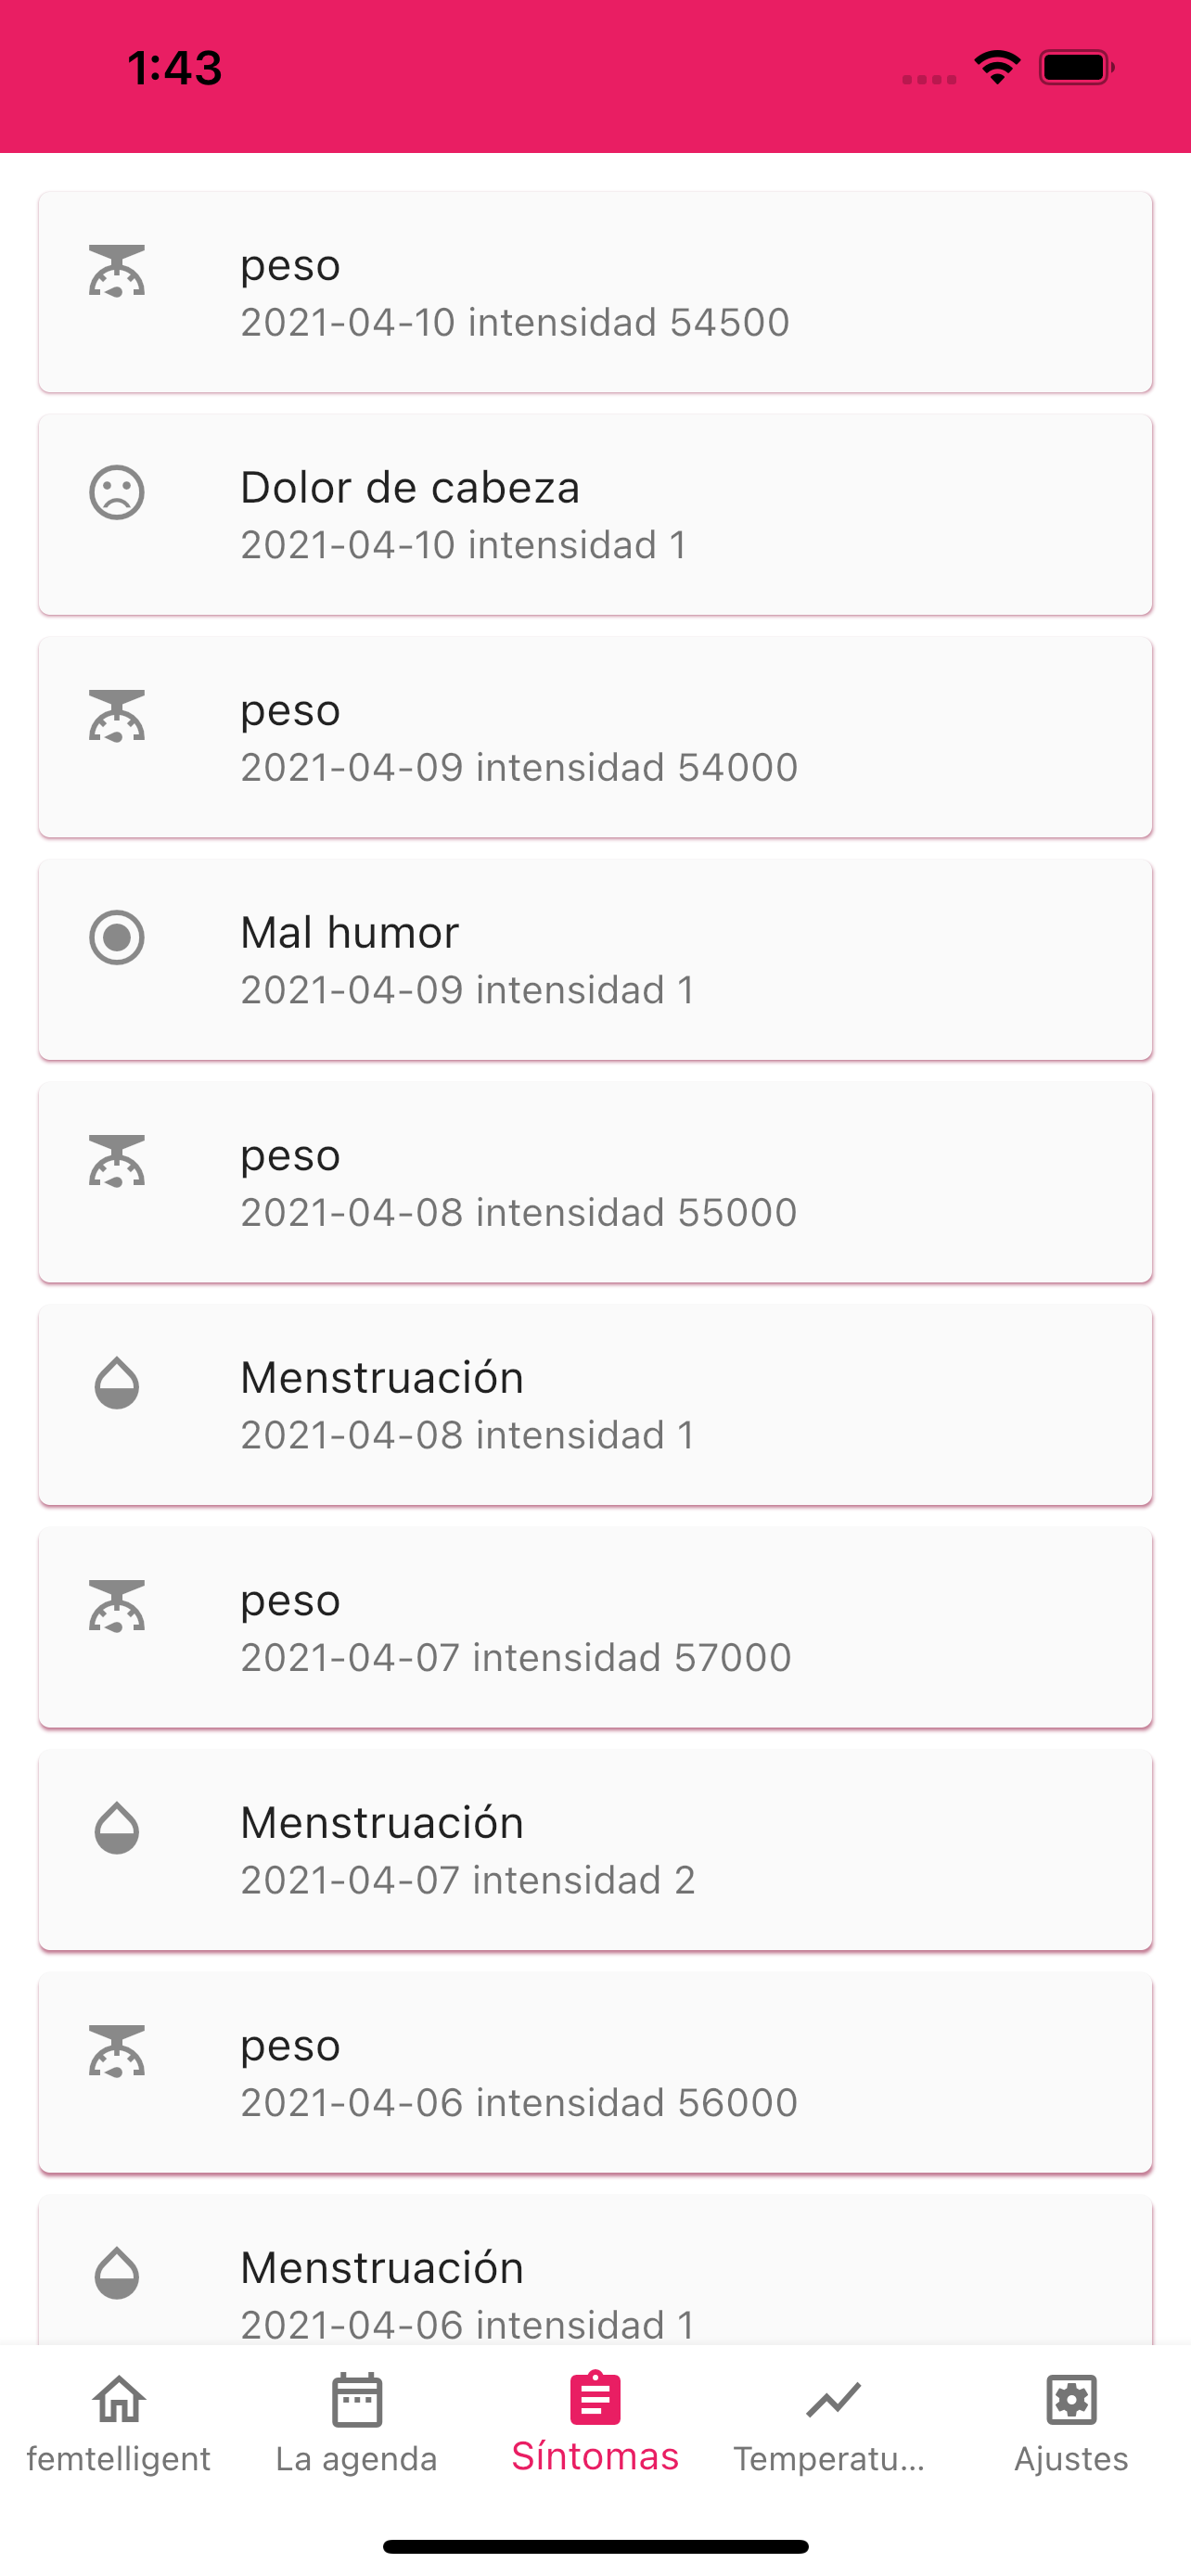 1:43
peso
2021-04-10 intensidad 54500
Dolor de cabeza
2021-04-10 intensidad 1
peso
2021-04-09 intensidad 54000
Mal humor
2021-04-09 intensidad 1
peso
2021-04-08 intensidad 55000
Menstruación
2021-04-08 intensidad 1
peso
2021-04-07 intensidad 57000
Menstruación
2021-04-07 intensidad 2
peso
2021-04-06 intensidad 56000
Menstruación
2021-04-06 intensidad 1
femtelligent
La agenda
Síntomas
Temperatu...
Ajustes